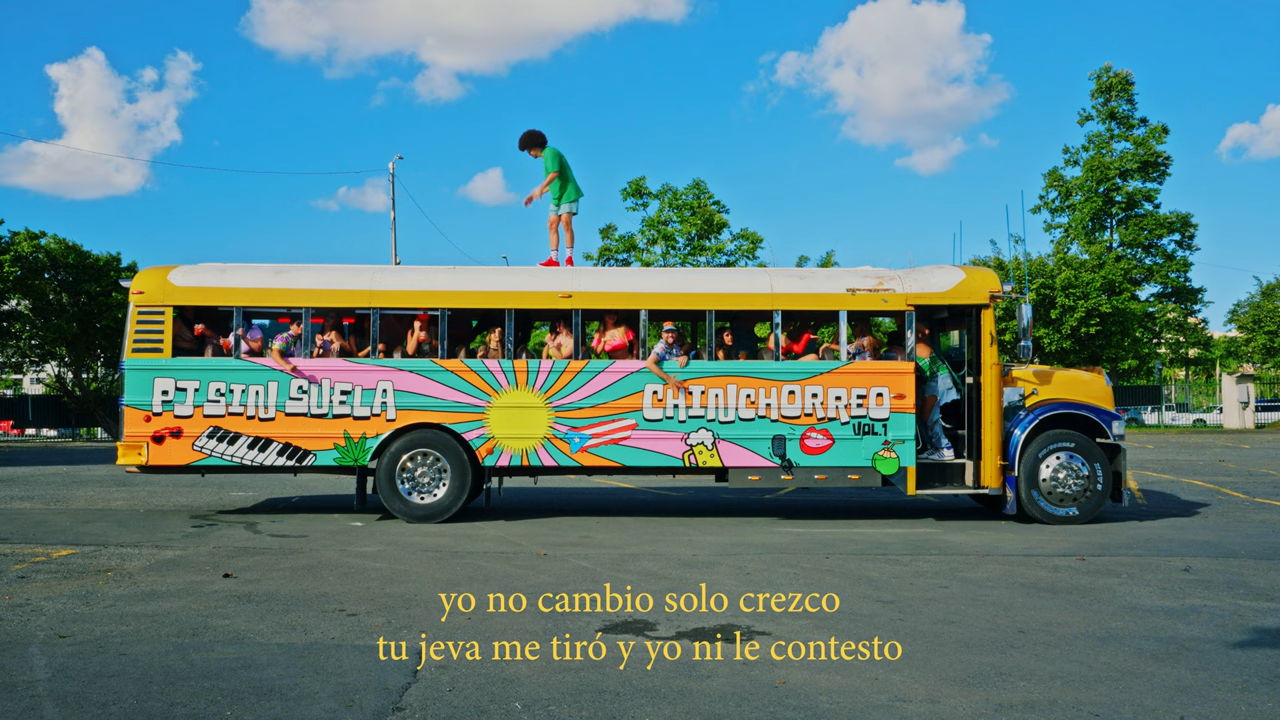 PJ SIN SUELA
CHINCHORREO
VOL.1
yo no cambio solo crezco
tu jeva me tiró y yo ni le contesto